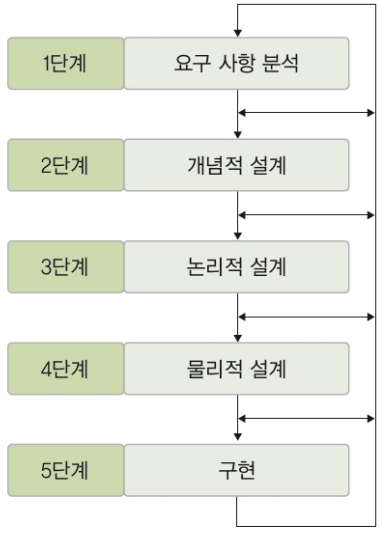 1단계 요구 사항 분석
2단계 개념적 설계
3단계 논리적 설계
4단계 물리적 설계
5단계 구현